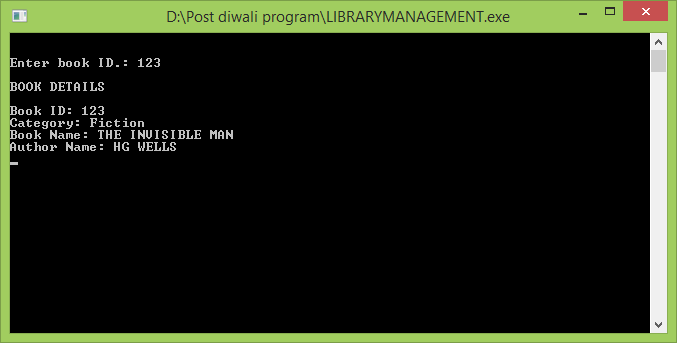 D:\Post diwali program\LIBRARYMANAGEMENT.exe
Enter book ID.: 123
BOOK DETAILS
Book ID: 123
Category: Fiction
Book Name: THE INVISIBLE MAN
Author Name: HG WELLS